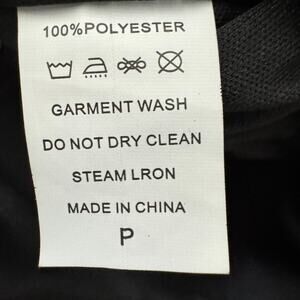 100%POLYESTER
GARMENT WASH
DO NOT DRY CLEAN
STEAM LRON
MADE IN CHINA
P